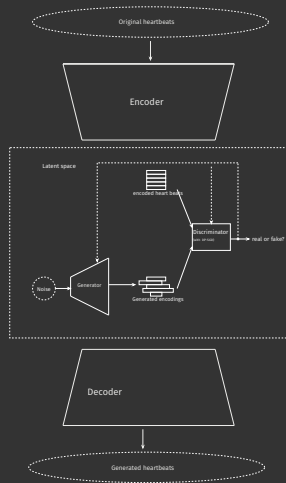 Original heartbeats
Encoder
Latent space
encoded heart beats
Discriminator
real or fake?
Generator
Noise
Generated encodings
Decoder
Generated heartbeats